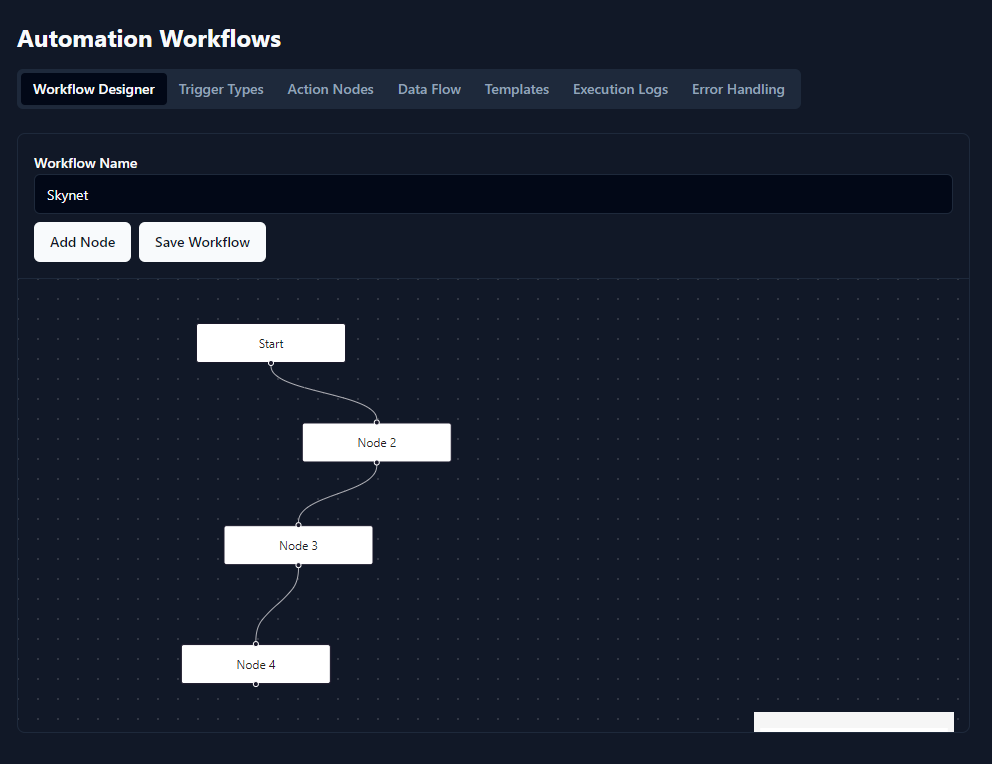 Automation Workflows
Workflow Designer Trigger Types Action Nodes Data Flow Templates Execution Logs Error Handling
Workflow Name
Skynet
Add Node Save Workflow
Start
Node 2
Node 3
Node 4